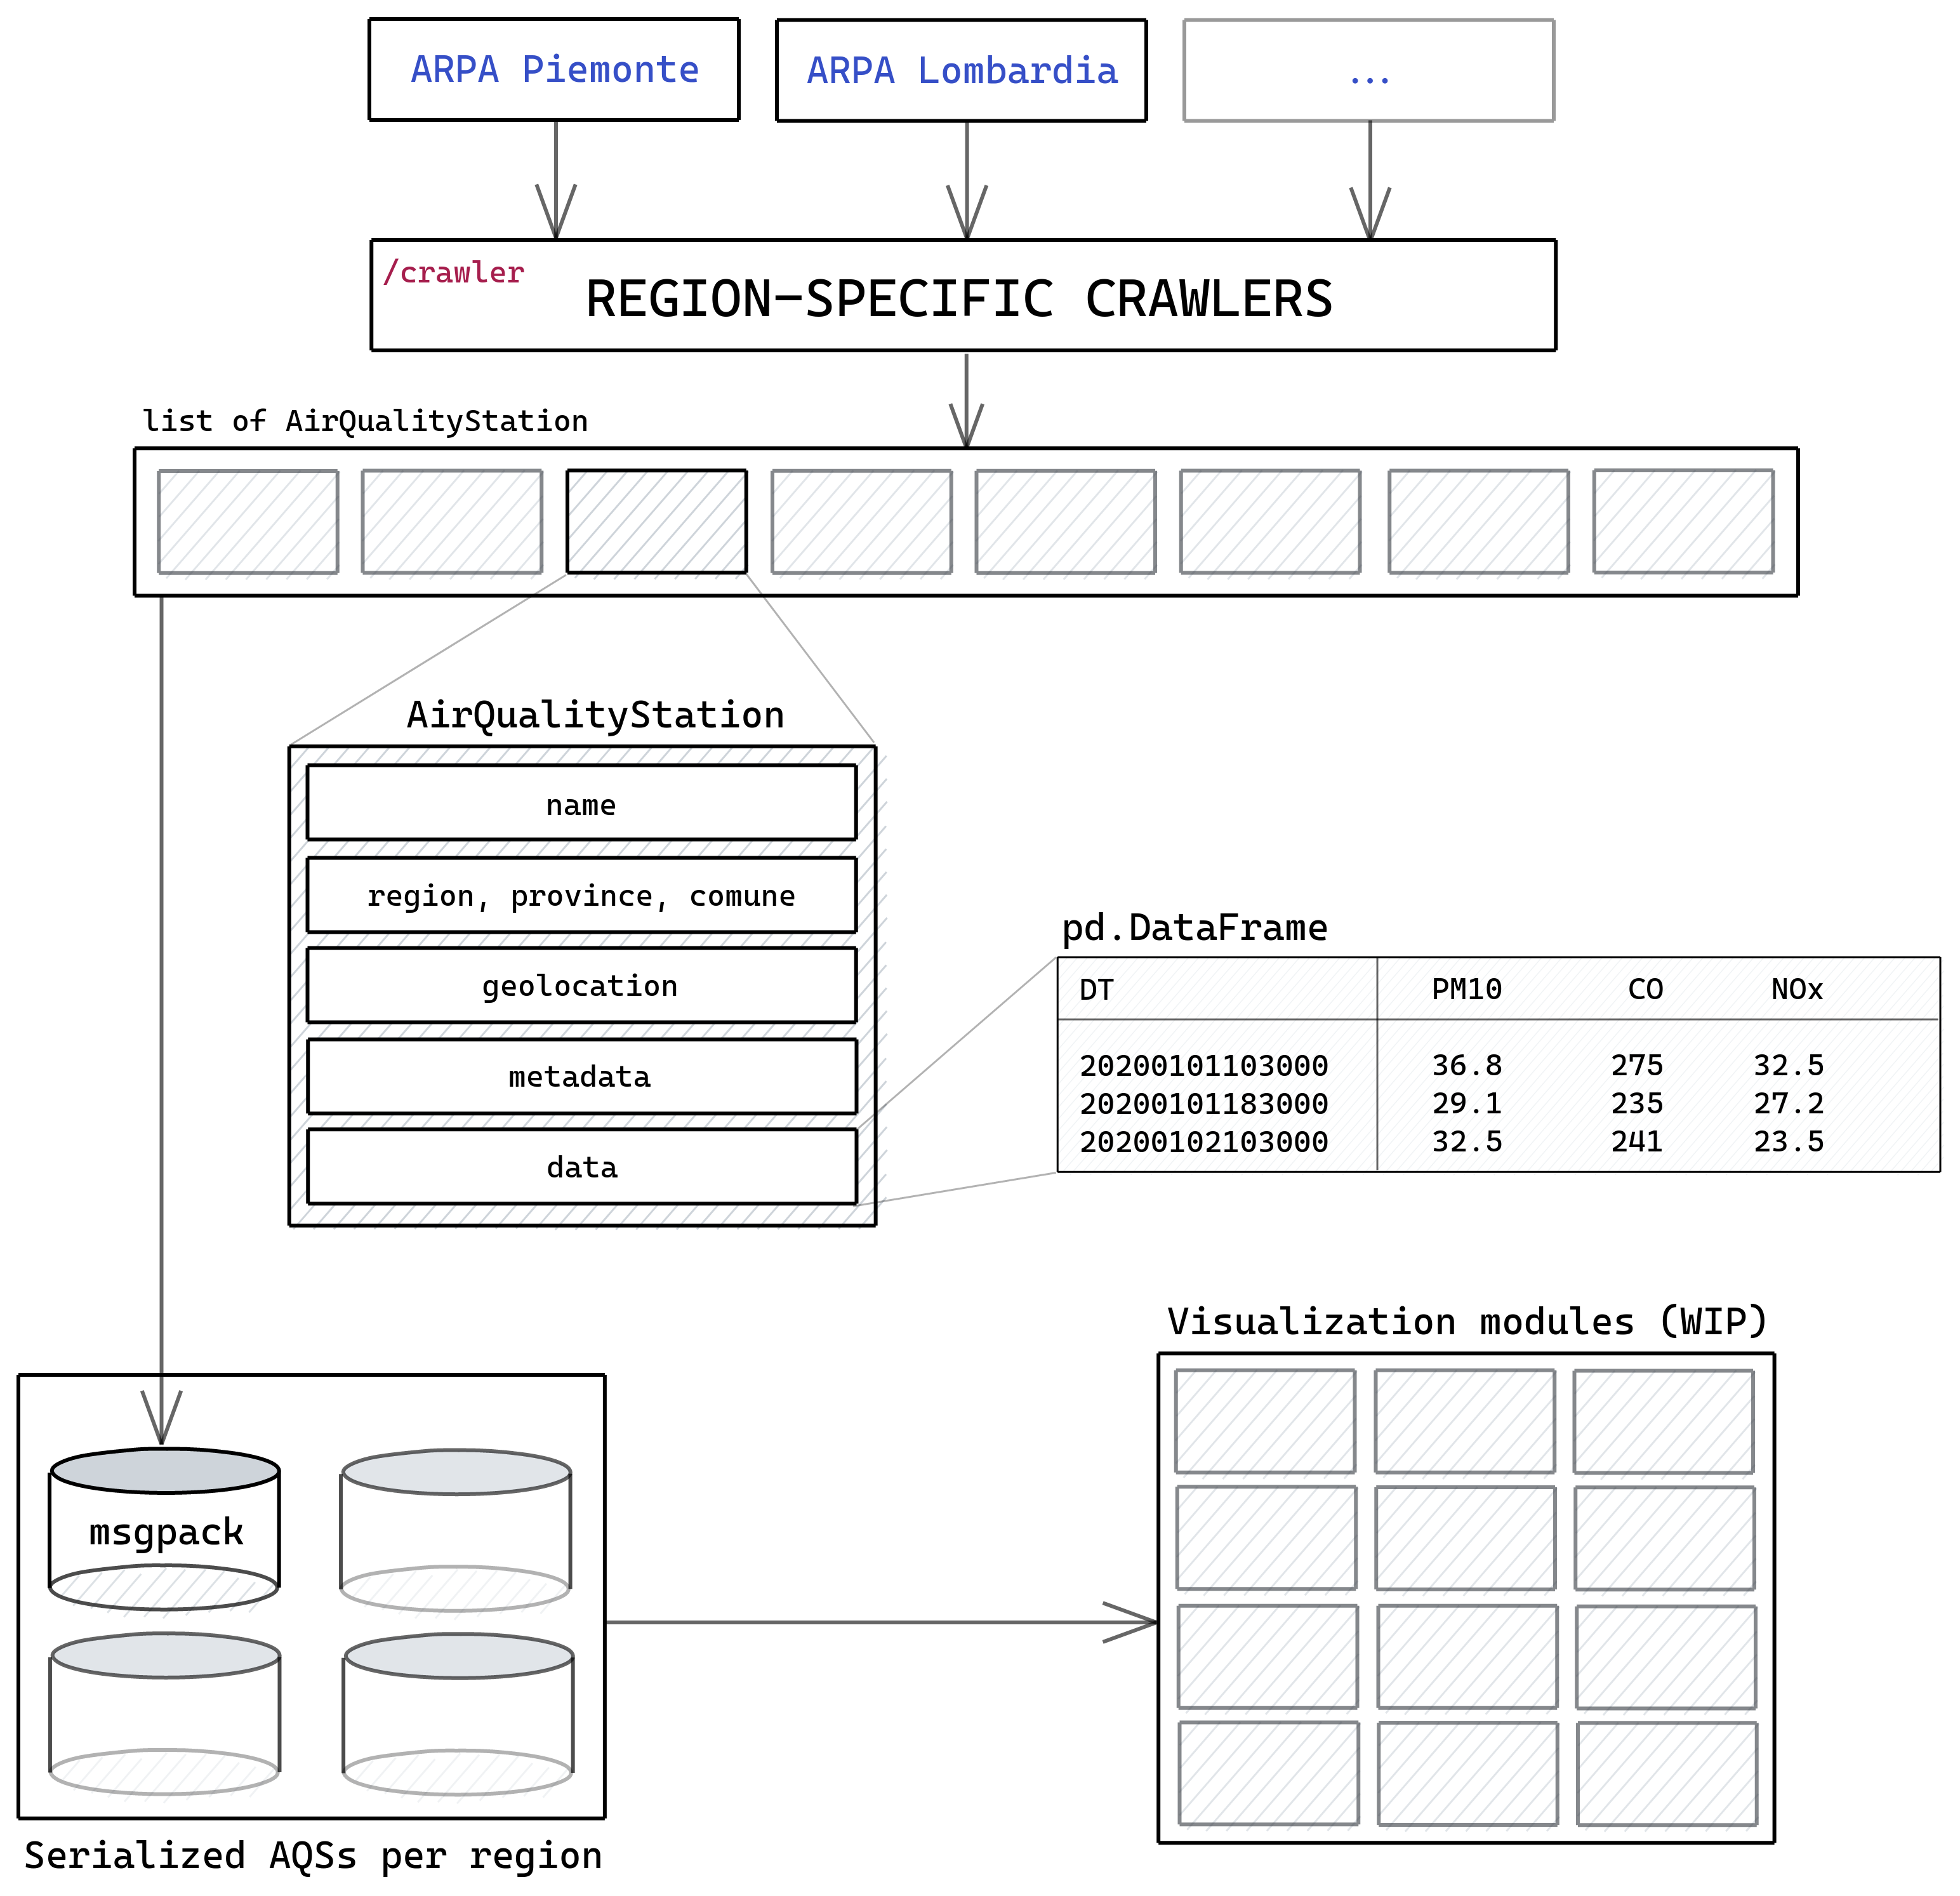 ARPA Piemonte
ARPA Lombardia
...
/crawler
REGION-SPECIFIC CRAWLERS
list of AirQualityStation
AirQualityStation
name
region, province, comune
geolocation
metadata
data
pd.DataFrame
DT PM10 CO NOx
20200101103000 36.8 275 32.5
20200101183000 29.1 235 27.2
20200102103000 32.5 241 23.5
Visualization modules (WIP)
msgpack
Serialized AQSs per region